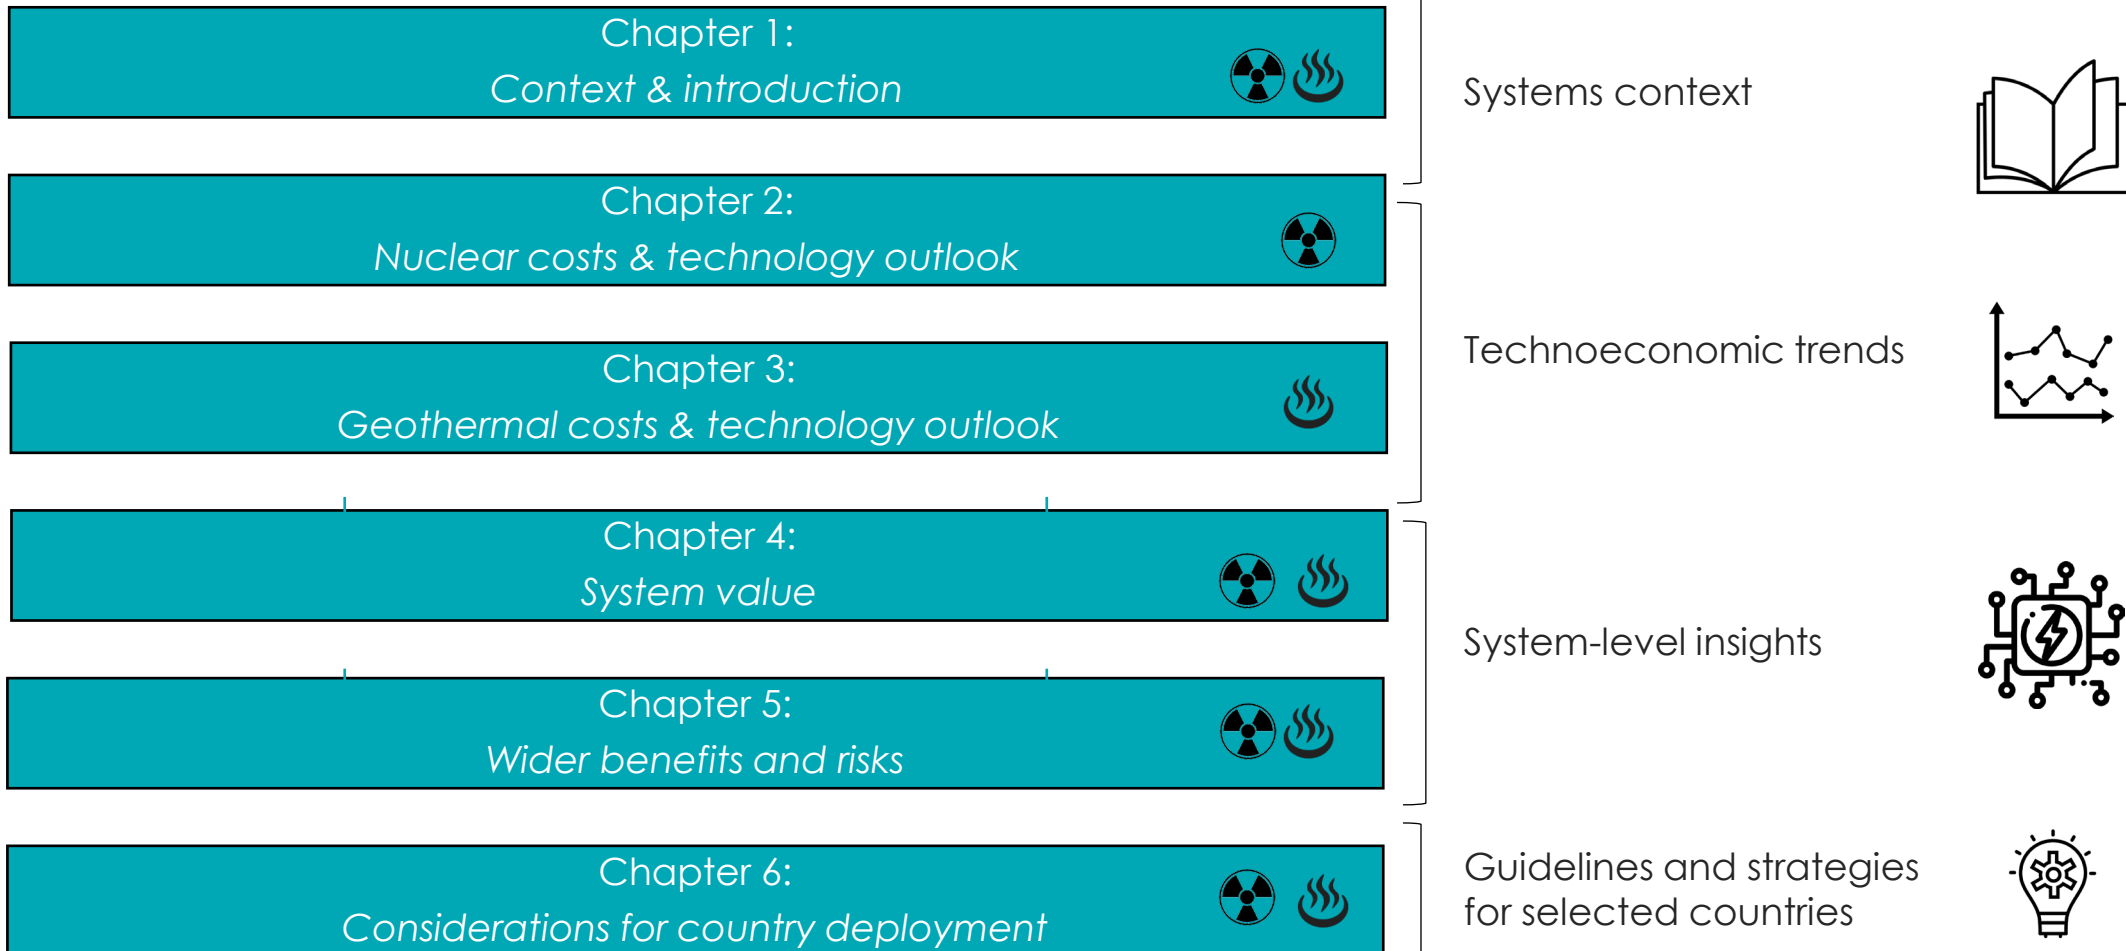 Chapter 1:
Context & introduction
Systems context
Chapter 2:
Nuclear costs & technology outlook
Technoeconomic trends
Chapter 3:
Geothermal costs & technology outlook
Chapter 4:
System value
System-level insights
Chapter 5:
Wider benefits and risks
Chapter 6:
Considerations for country deployment
Guidelines and strategies
for selected countries